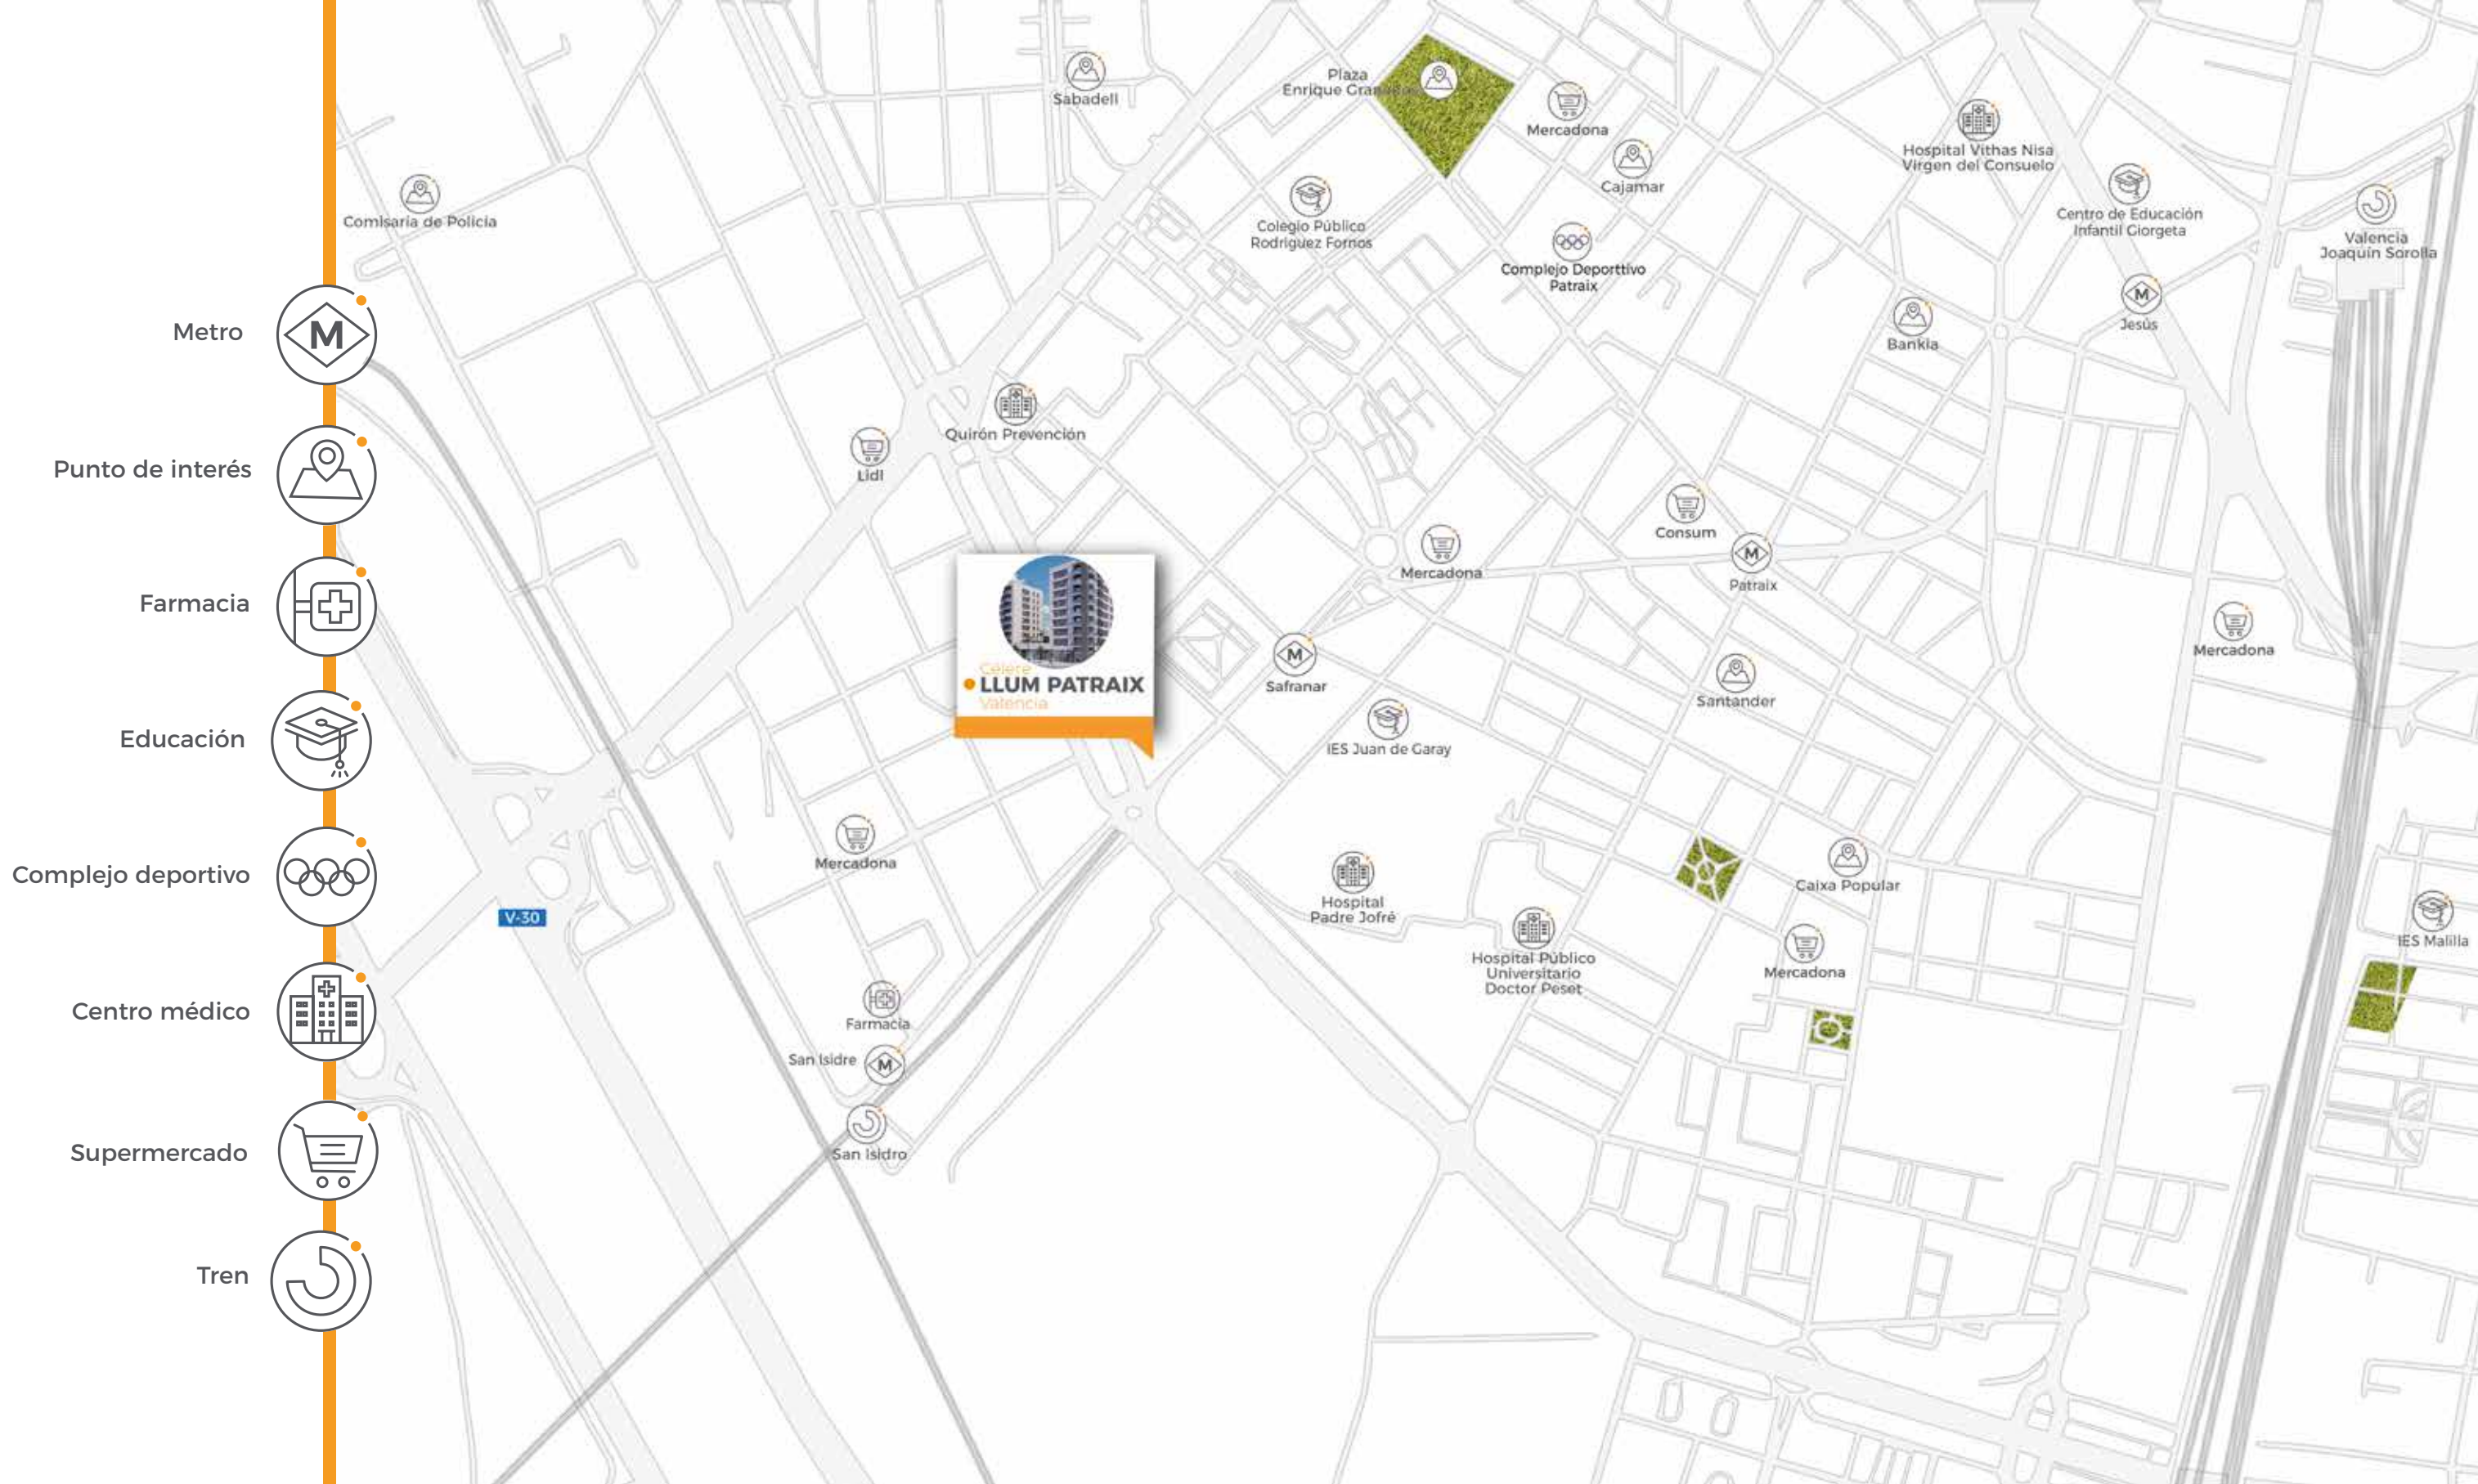 Metro
Punto de interés
Farmacia
Educación
Complejo deportivo
Centro médico
Supermercado
Tren
Sabadell
Plaza
Enrique
Mercadona
Cajamar
Comisaría de Policía
Colegio Público
Rodríguez Fornos
Complejo Deporttivo
Patraix
Hospital Vithas Nisa
Virgen del Consuelo
Centro de Educación
Infantil Giorgeta
Valencia
Joaquín Sorolla
M
Jesús
Bankia
M
Quirón Prevención
Lidl
Consum
Mercadona
M
Patraix
Célere
LLUM PATRAIX
Valencia
M
Safranar
IES Juan de Garay
Santander
Mercadona
Mercadona
V-30
Hospital
Padre Jofré
Caixa Popular
Hospital Público
Universitario
Doctor Peset
Mercadona
IES Malilla
Farmacia
San Isidre
M
San Isidro